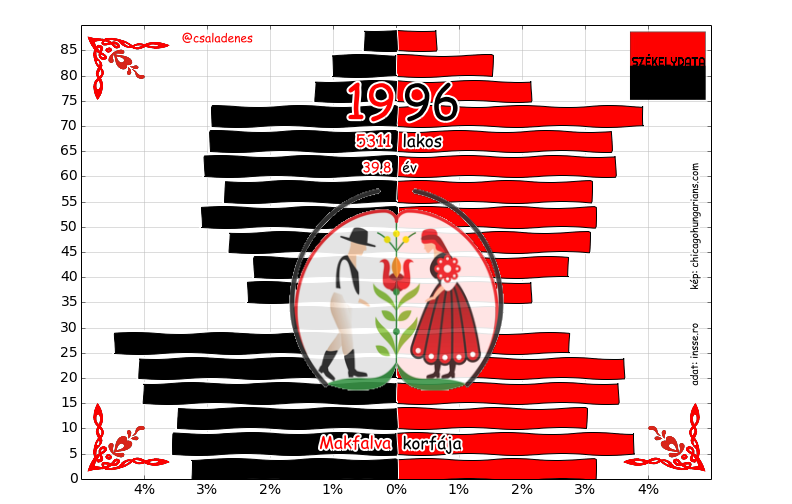 @csaladenes
SZÉKELYDATA
1996
5311 lakos
39.8 év
kép: chicagohungarians.com
adat: insse.ro
Makfalva korfája
85
80
75
70
65
60
55
50
45
40
35
30
25
20
15
10
5
0
4% 3% 2% 1% 0% 1% 2% 3% 4%